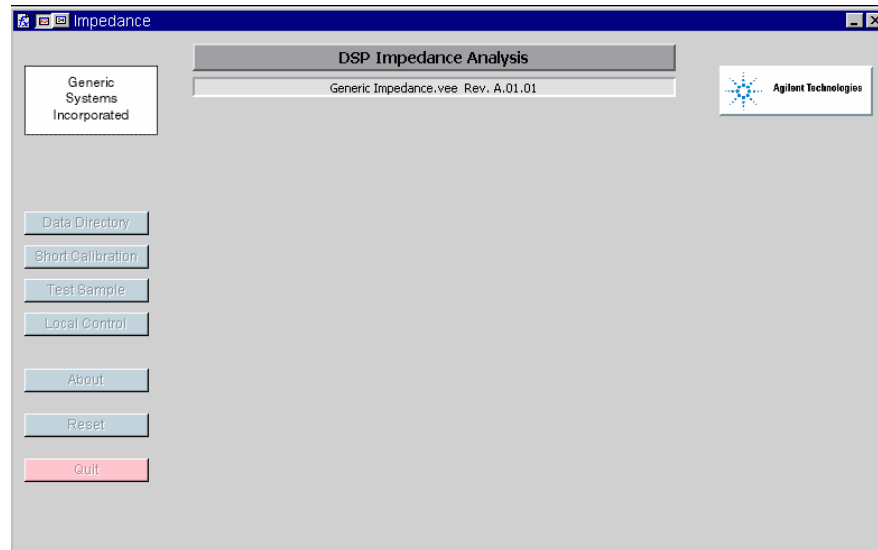 Impedance
DSP Impedance Analysis
Generic Impedance.vee Rev. A.01.01
Generic
Systems
Incorporated
Agilent Technologies
Data Directory
Short Calibration
Test Sample
Local Control
About
Reset
Quit